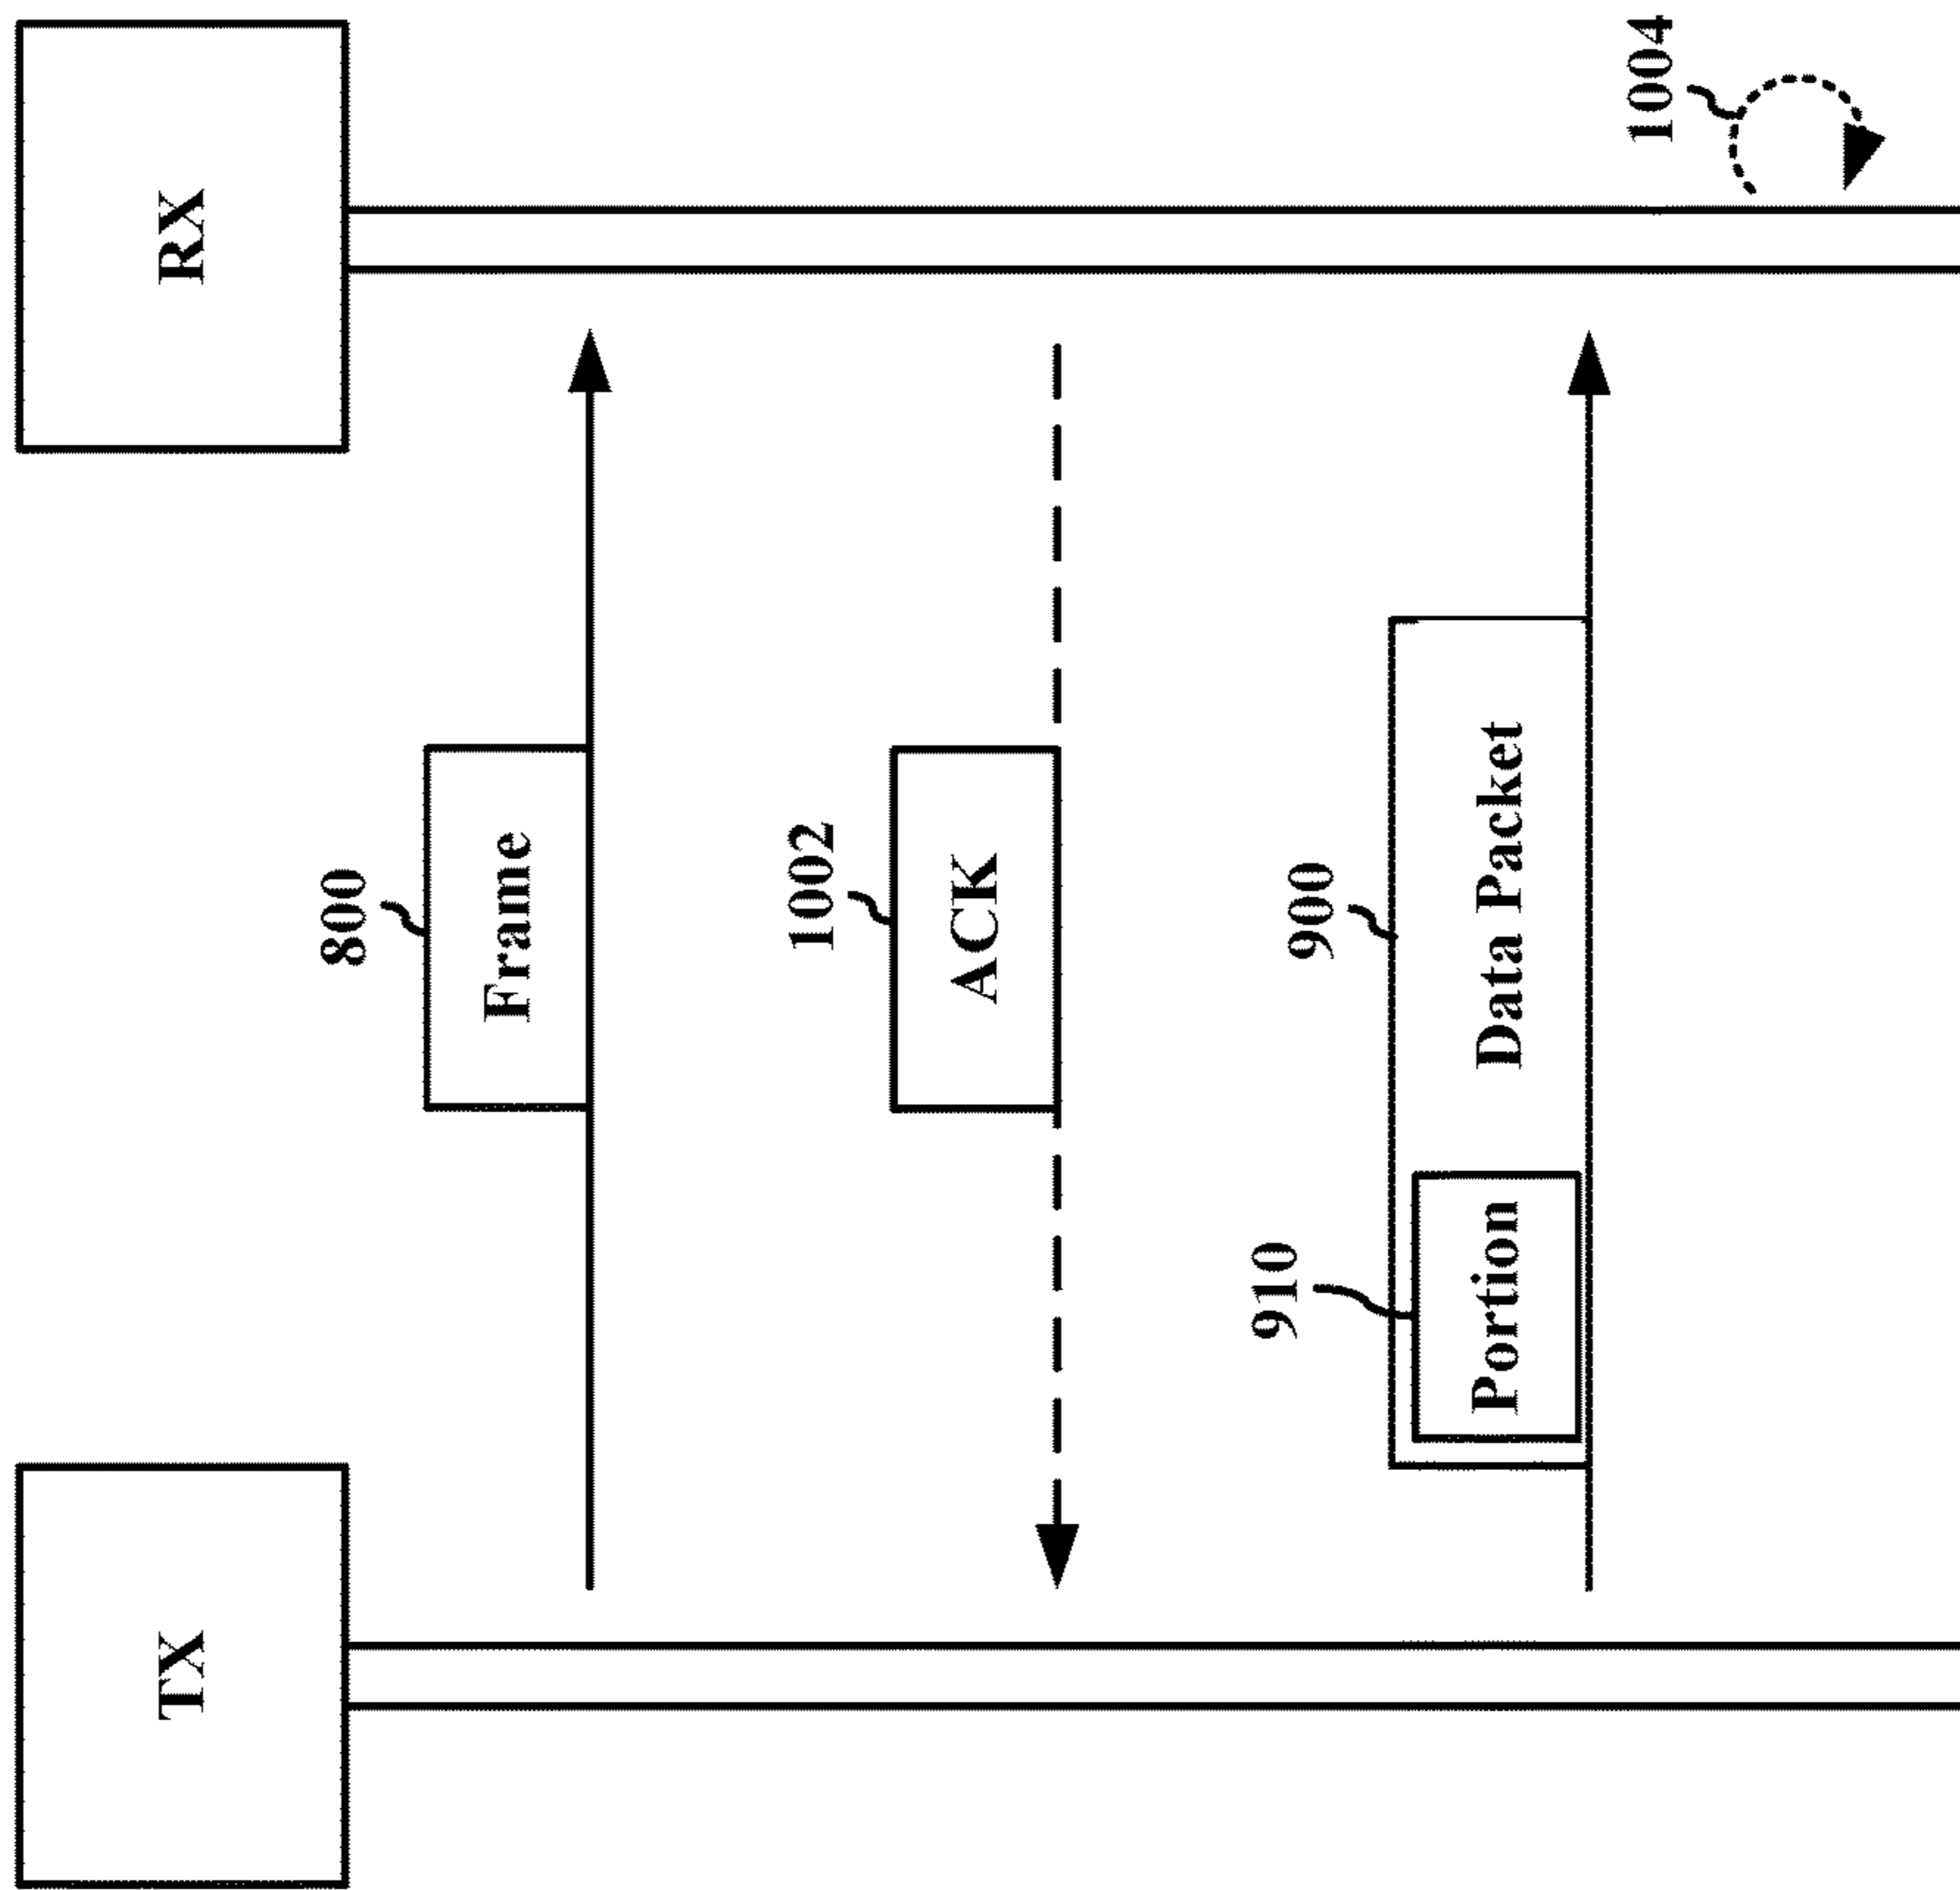 TX
RX
800
Frame
1002
ACK
900
910
Portion
Data Packet
1004